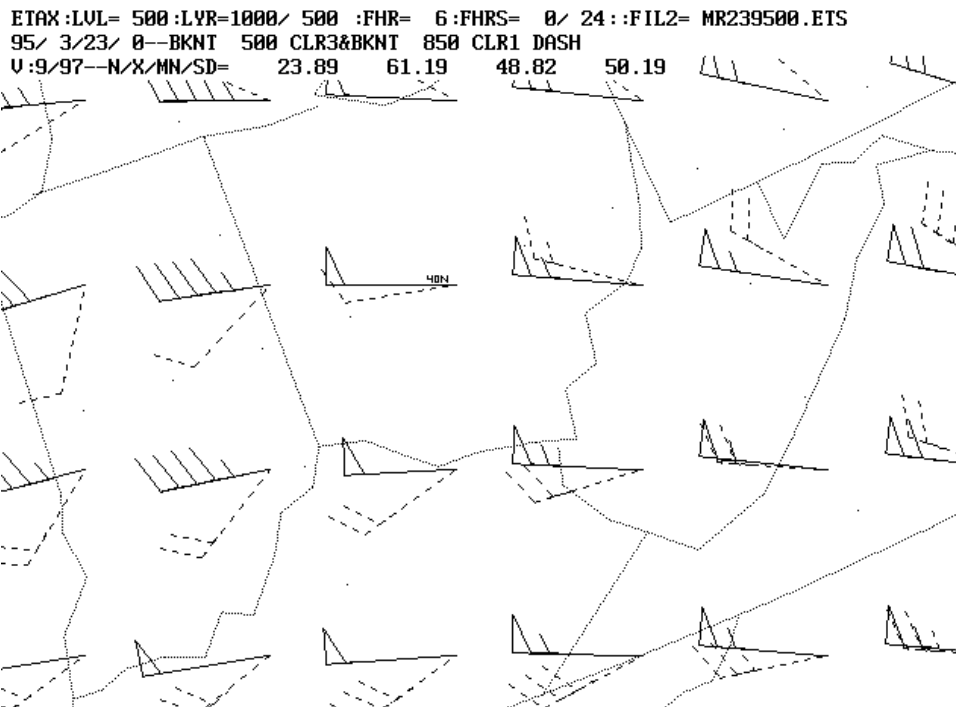 ETAX:LVL= 500:LYR=1000/ 500 :FHR=  6:FHRS=  0/ 24::FIL2= MR239500.ETS
95/ 3/23/ 0--BKNT  500 CLR3&BKNT  850 CLR1 DASH
V:9/97--N/X/MN/SD=    23.89    61.19    48.82    50.19
40N